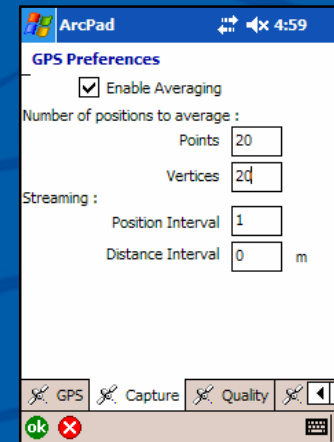 ArcPad 4:59
GPS Preferences
Enable Averaging
Number of positions to average :
Points 20
Vertices 20
Streaming :
Position Interval 1
Distance Interval 0 m
GPS Capture Quality
ok